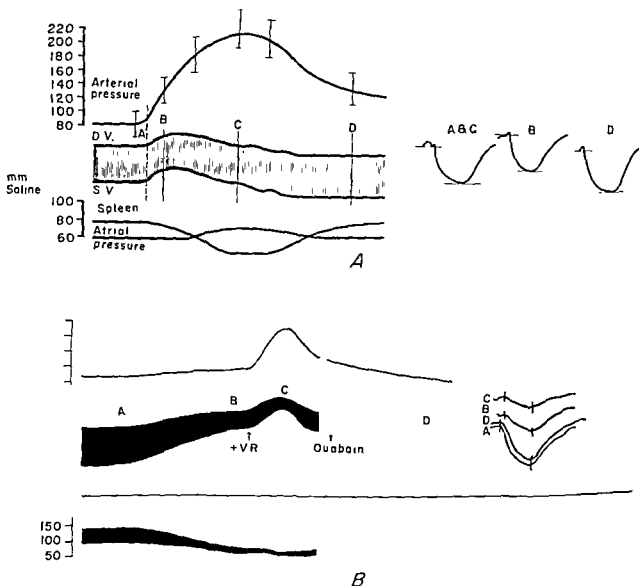 220
200
180
160
140
120
100
80
Arterial
pressure
D V.
A
B
C
D
A & C
B
D
mm
Saline
S V
100
80
60
Spleen
Atrial
pressure
A
A
B
C
+VR
Ouabain
D
C
B
D
A
150
100
50
B